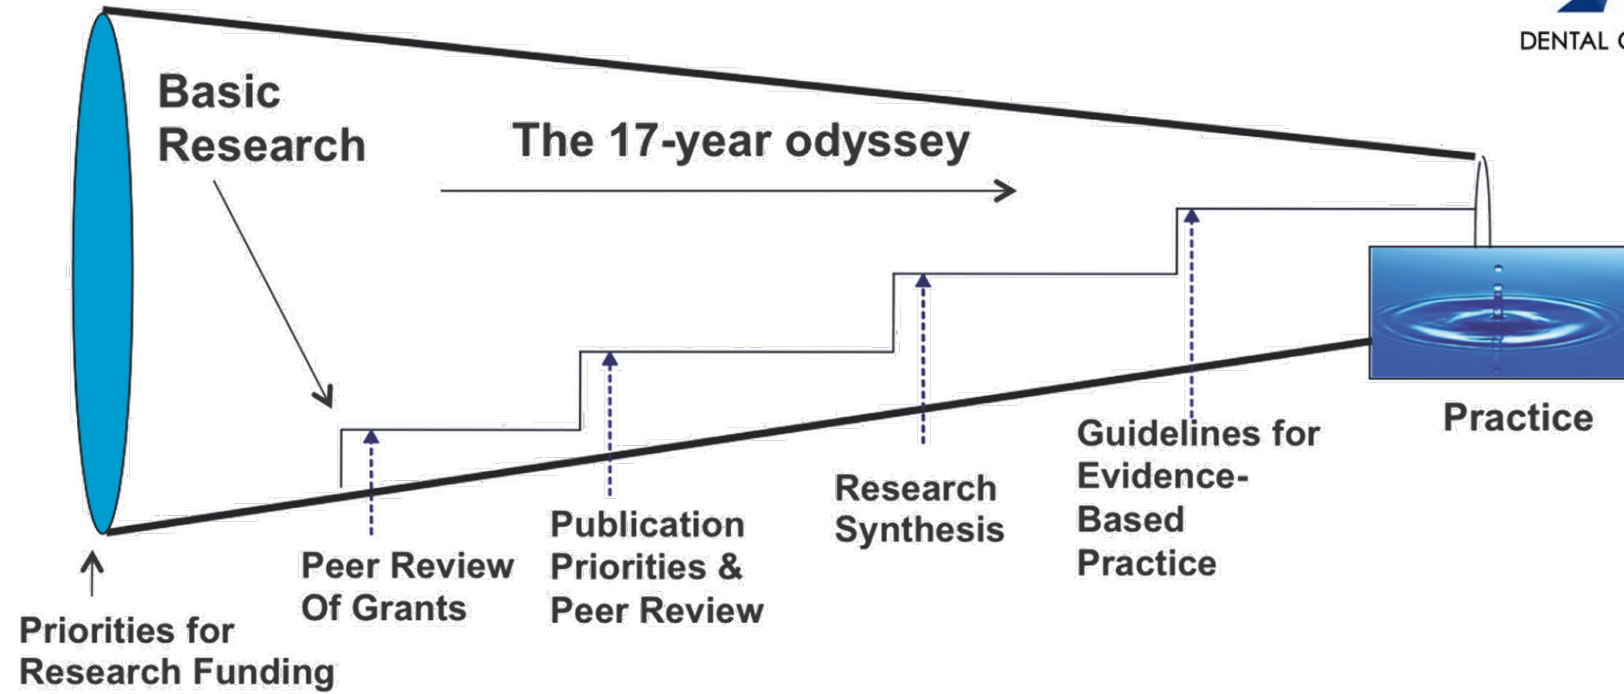 DENTAL
Basic
Research
The 17-year odyssey
Practice
Guidelines for
Evidence-
Based
Practice
Research
Synthesis
Publication
Priorities &
Peer Review
Peer Review
Of Grants
Priorities for
Research Funding